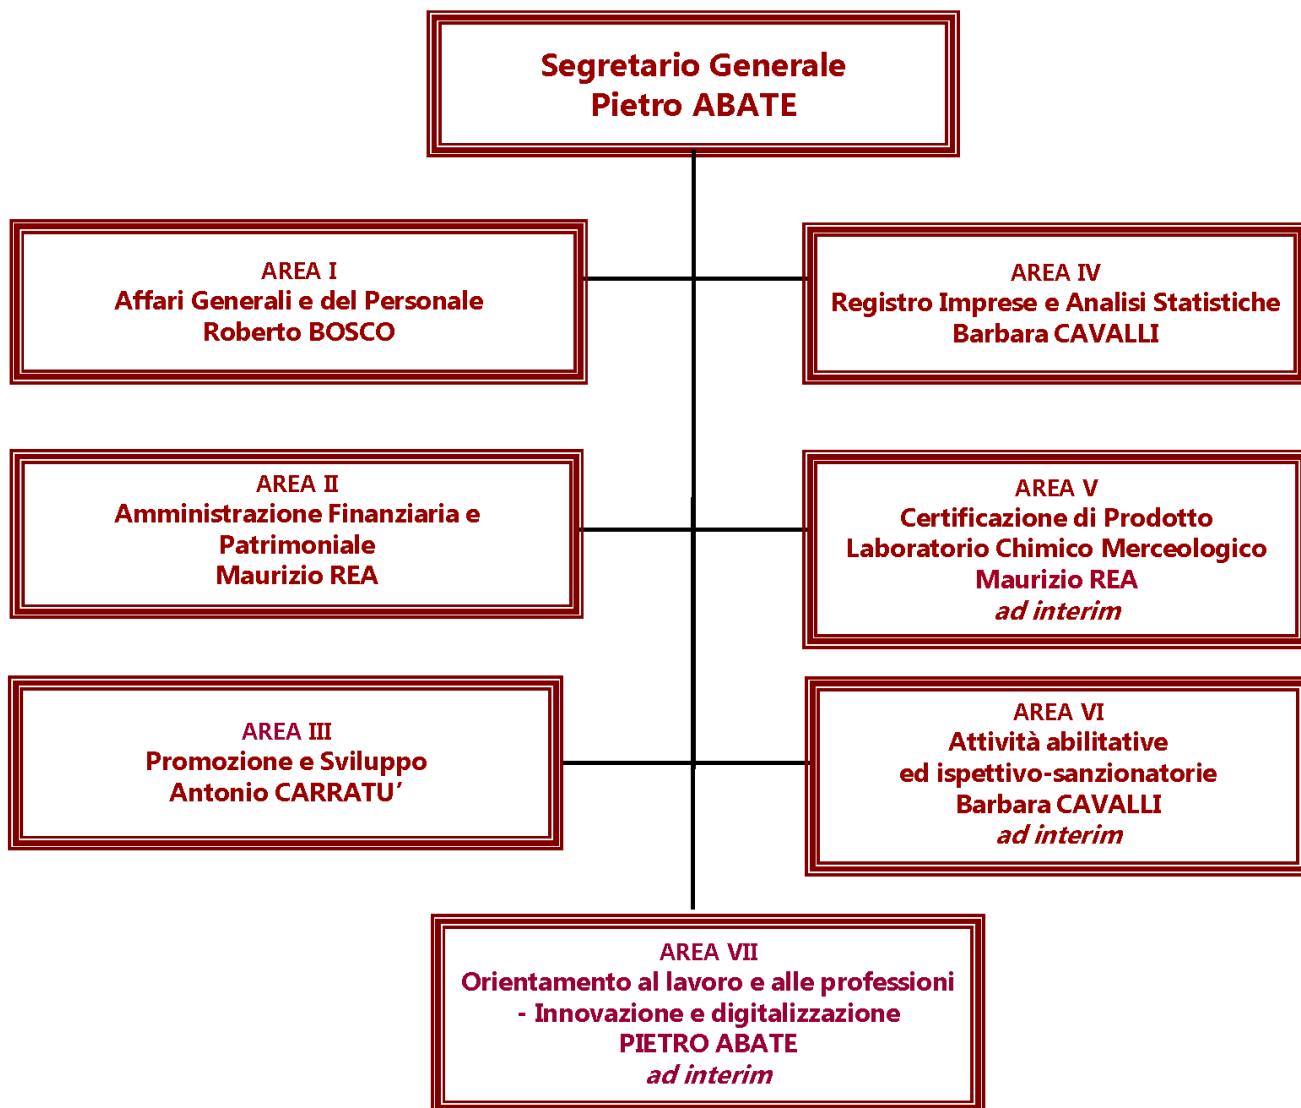 Segretario Generale
Pietro ABATE
AREA I
Affari Generali e del Personale
Roberto BOSCO
AREA IV
Registro Imprese e Analisi Statistiche
Barbara CAVALLI
AREA II
Amministrazione Finanziaria e
Patrimoniale
Maurizio REA
AREA V
Certificazione di Prodotto
Laboratorio Chimico Merceologico
Maurizio REA
ad interim
AREA III
Promozione e Sviluppo
Antonio CARRATU’
AREA VI
Attività abilitative
ed ispettivo-sanzionatorie
Barbara CAVALLI
ad interim
AREA VII
Orientamento al lavoro e alle professioni
- Innovazione e digitalizzazione
PIETRO ABATE
ad interim